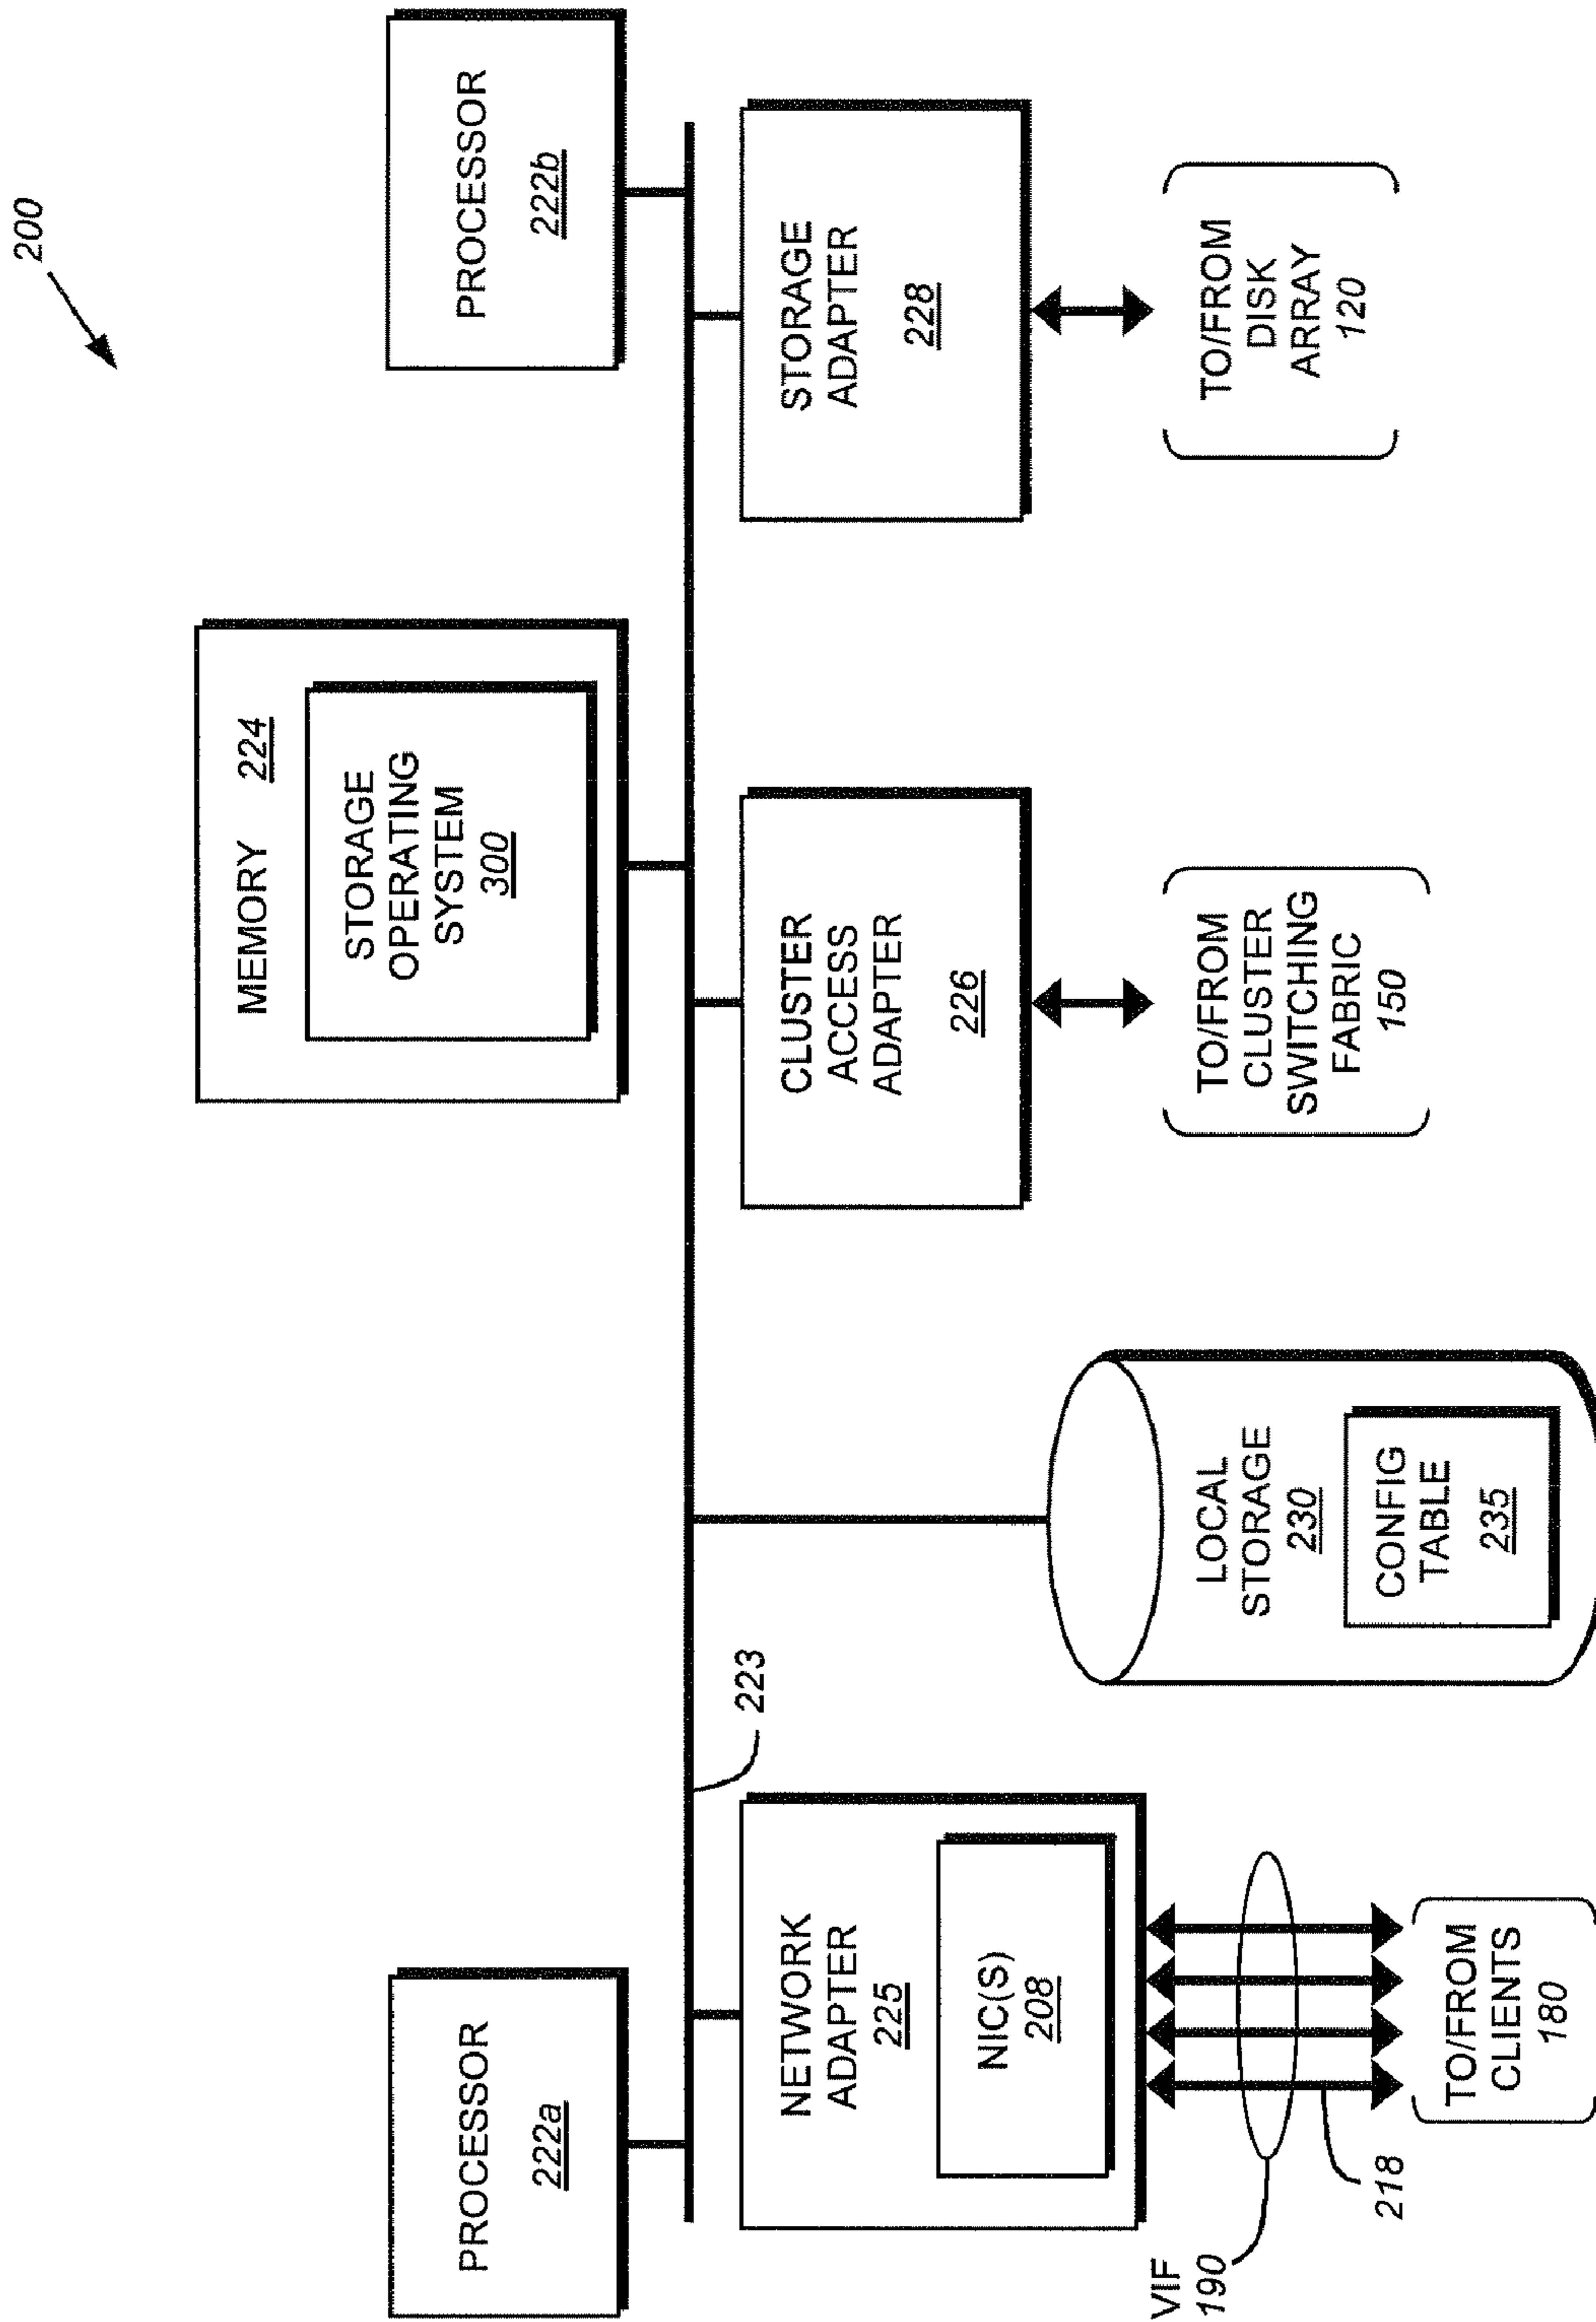 200
PROCESSOR
222a
MEMORY 224
STORAGE
OPERATING
SYSTEM
300
PROCESSOR
222b
223
NETWORK
ADAPTER
225
NIC(S)
208
VIF
190
218
TO/FROM
CLIENTS
180
LOCAL
STORAGE
230
CONFIG
TABLE
235
CLUSTER
ACCESS
ADAPTER
226
TO/FROM
CLUSTER
SWITCHING
FABRIC
150
STORAGE
ADAPTER
228
TO/FROM
DISK
ARRAY
120